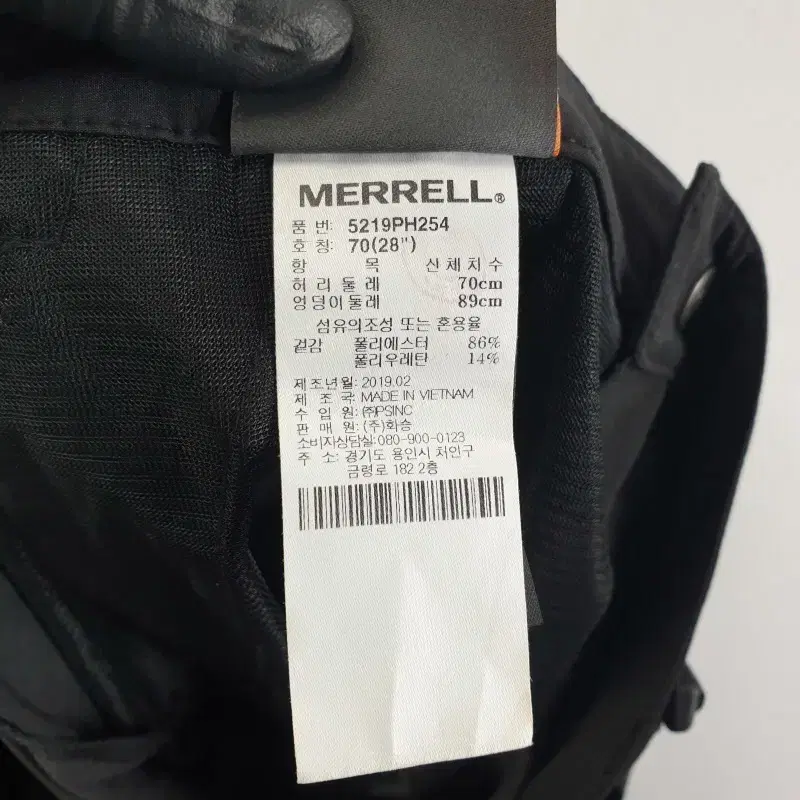 MERRELL®
품 번: 5219PH254
호 칭: 70(28")
항 목 신체치수
허리둘레 70cm
엉덩이둘레 89cm
섬유의조성 또는 혼용율
겉감 폴리에스터 86%
폴리우레탄 14%
제조년월: 2019.02
제 조 국: MADE IN VIETNAM
수 입 원: ㈜PSINC
판 매 원: (주)화승
소비자상담실:080-900-0123
주 소: 경기도 용인시 처인구
금령로 182 2층